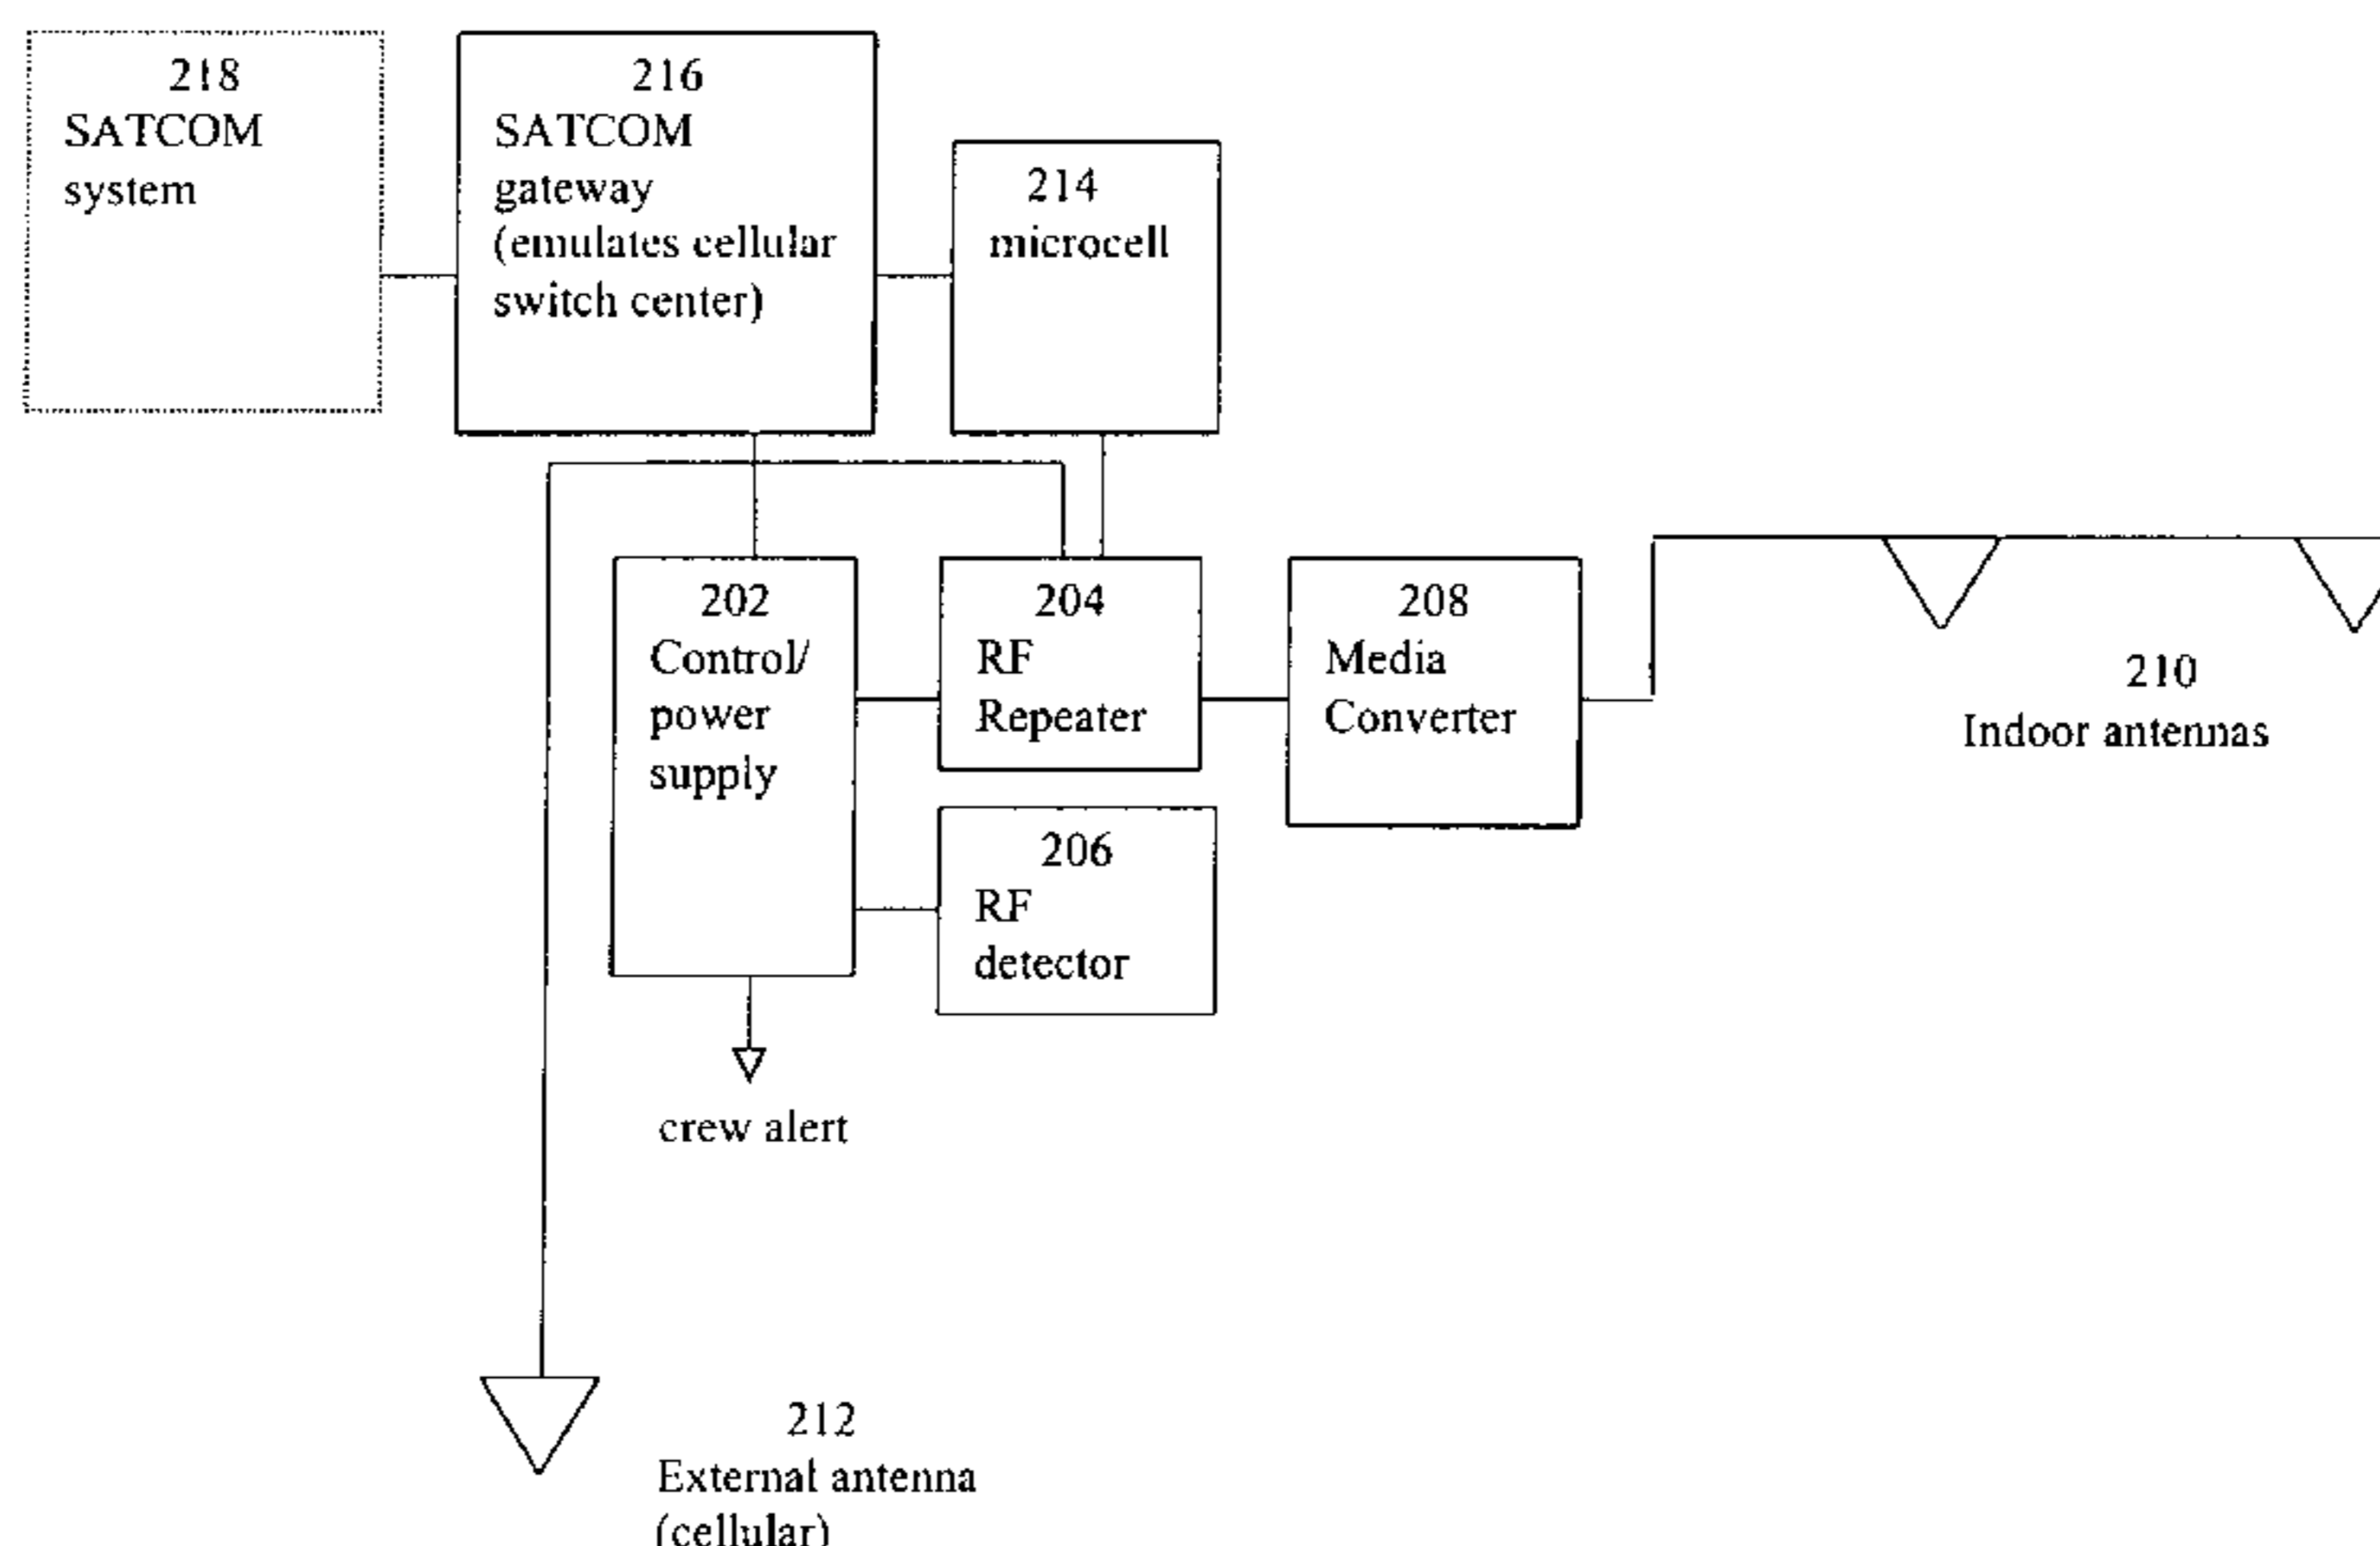 218
SATCOM
system
216
SATCOM
gateway
(emulates cellular
switch center)
214
microcell
202
Control/
power
supply
204
RF
Repeater
208
Media
Converter
210
Indoor antennas
206
RF
detector
crew alert
212
External antenna
(cellular)